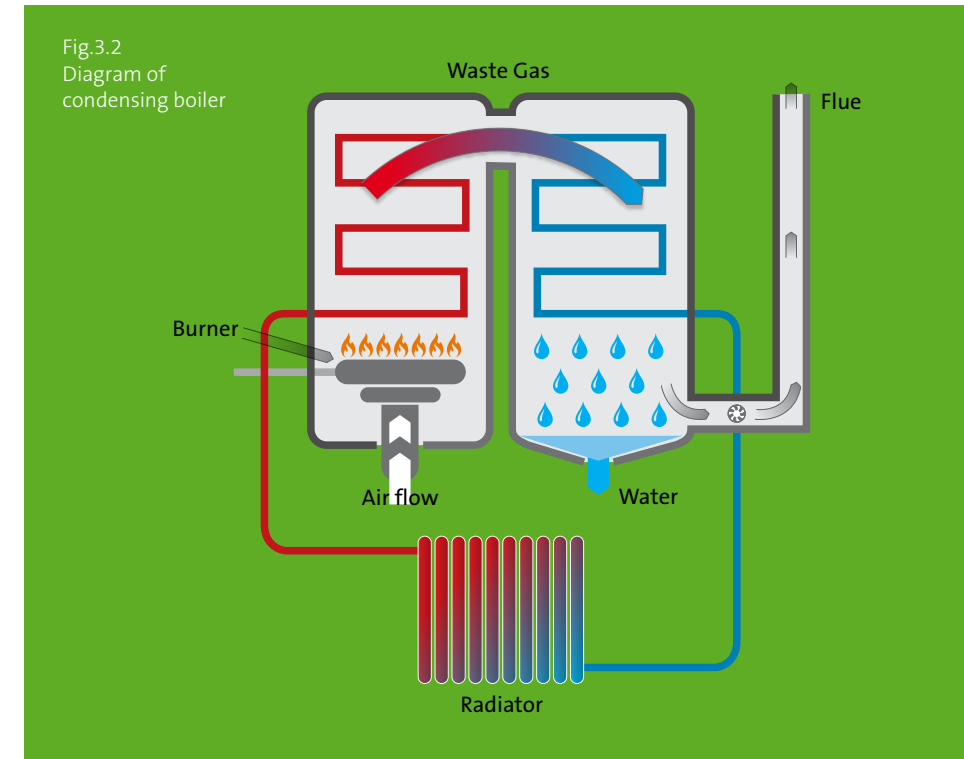 Fig.3.2
Diagram of
condensing boiler
Waste Gas
Flue
Burner
Air flow
Water
Radiator